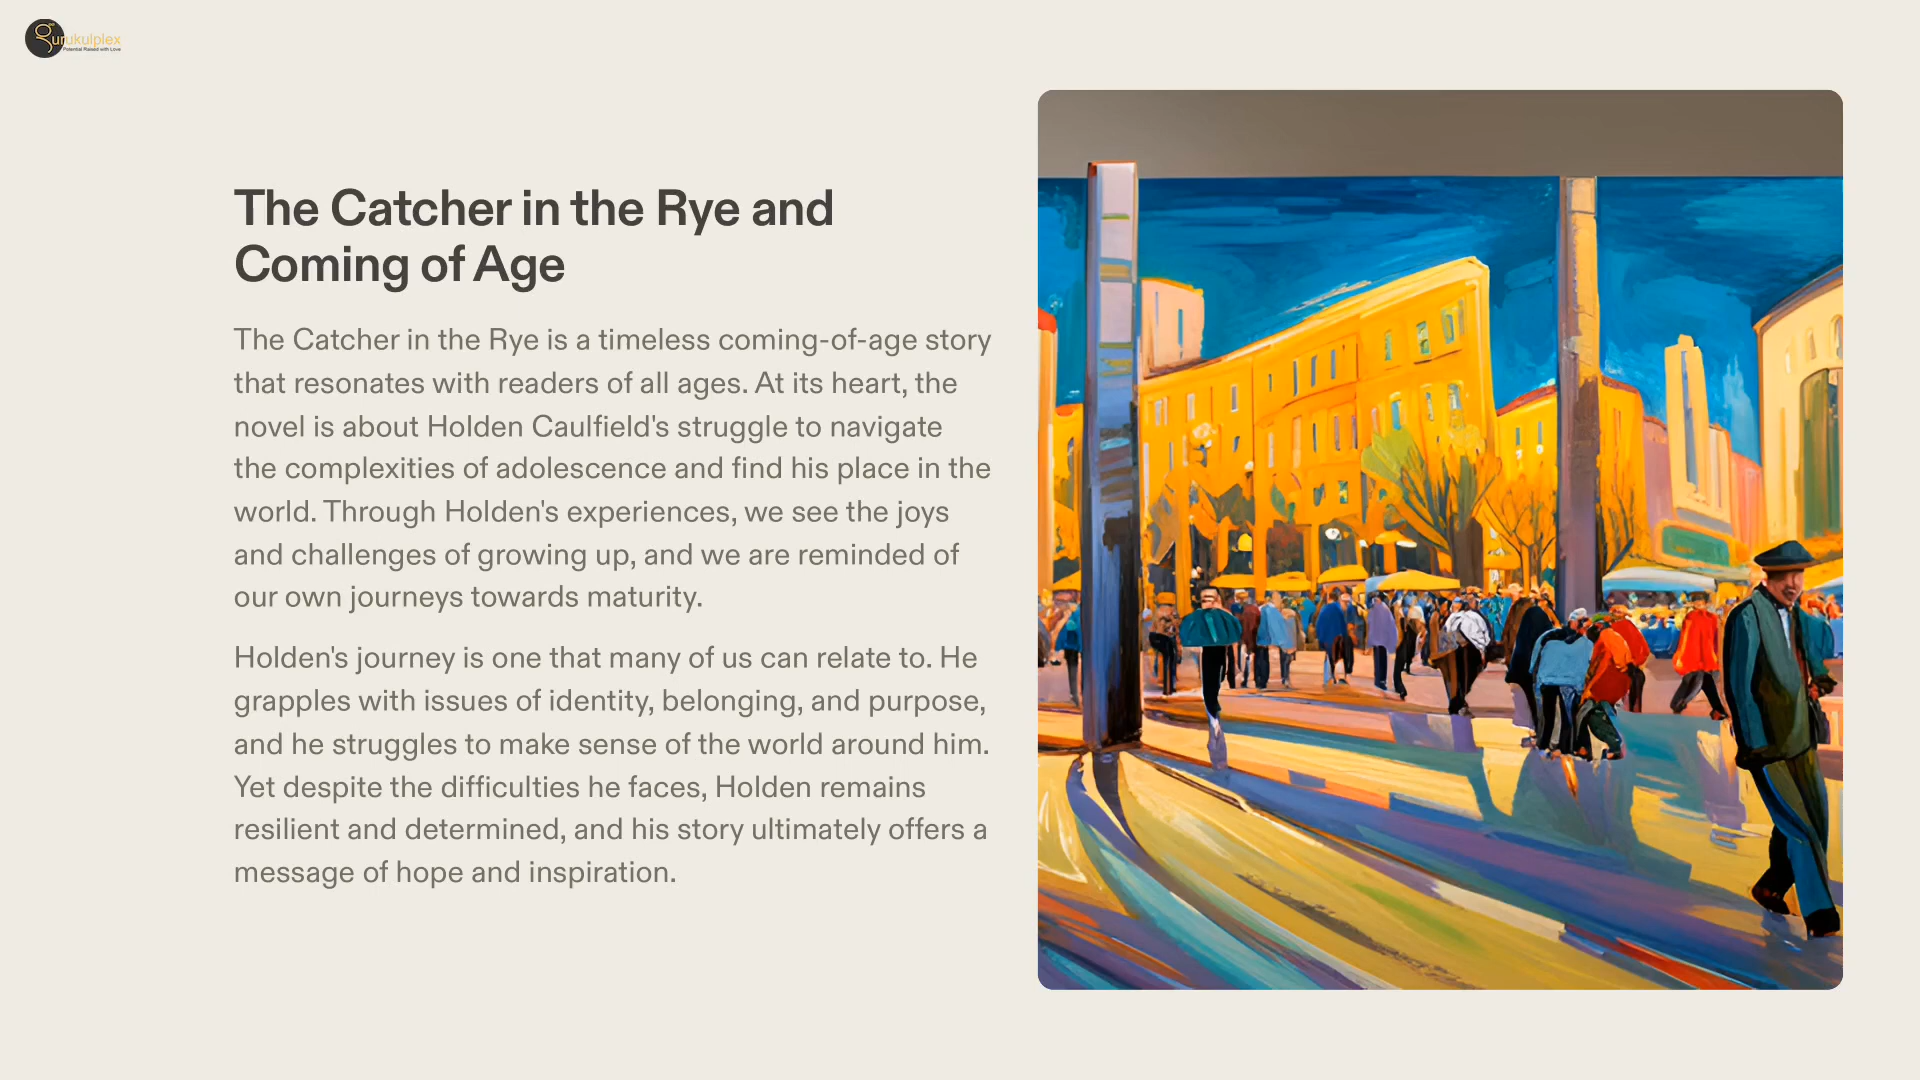 gurukulplex
Potential Raised with Love
The Catcher in the Rye and
Coming of Age
The Catcher in the Rye is a timeless coming-of-age story
that resonates with readers of all ages. At its heart, the
novel is about Holden Caulfield's struggle to navigate
the complexities of adolescence and find his place in the
world. Through Holden's experiences, we see the joys
and challenges of growing up, and we are reminded of
our own journeys towards maturity.
Holden's journey is one that many of us can relate to. He
grapples with issues of identity, belonging, and purpose,
and he struggles to make sense of the world around him.
Yet despite the difficulties he faces, Holden remains
resilient and determined, and his story ultimately offers a
message of hope and inspiration.